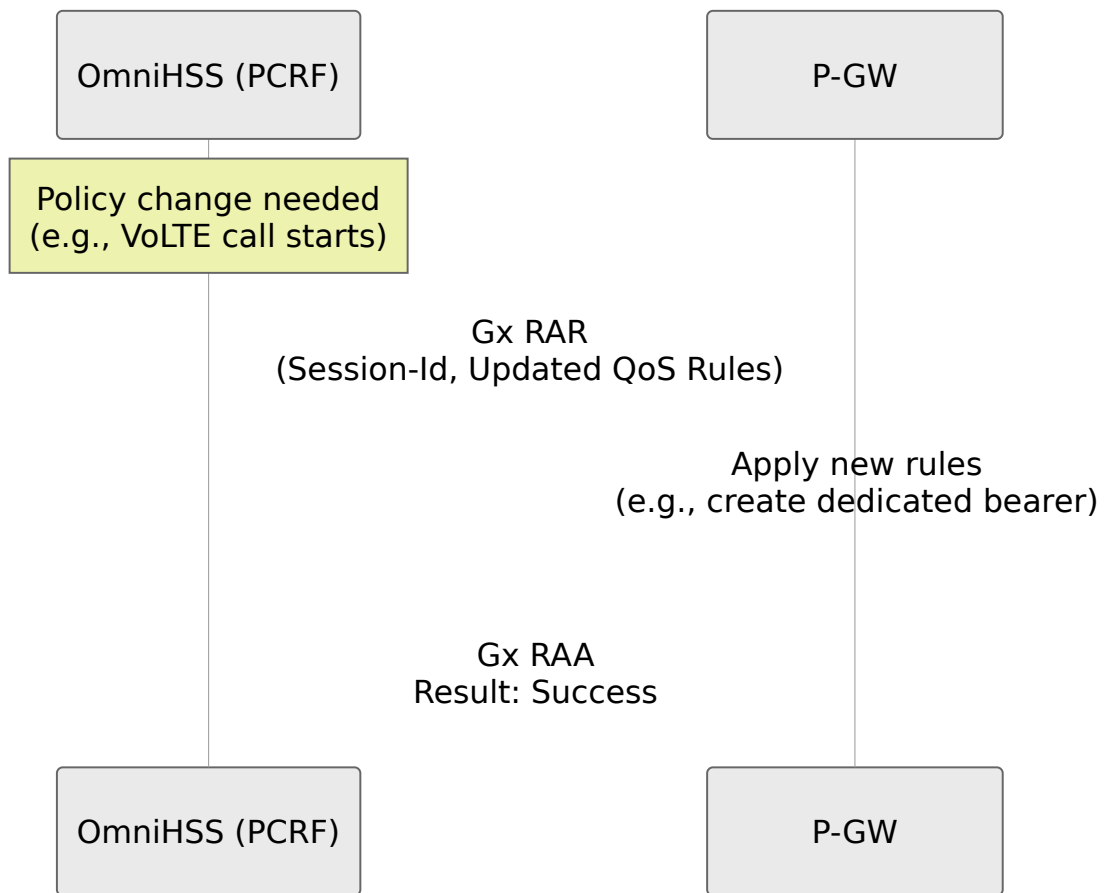 OmniHSS (PCRF)
P-GW
Policy change needed
(e.g., VoLTE call starts)
Gx RAR
(Session-Id, Updated QoS Rules)
Apply new rules
(e.g., create dedicated bearer)
Gx RAA
Result: Success
OmniHSS (PCRF)
P-GW